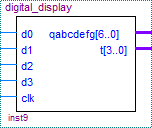 digital_display
d0 qabcdefg[6..0]
d1 t[3..0]
d2
d3
clk
inst9